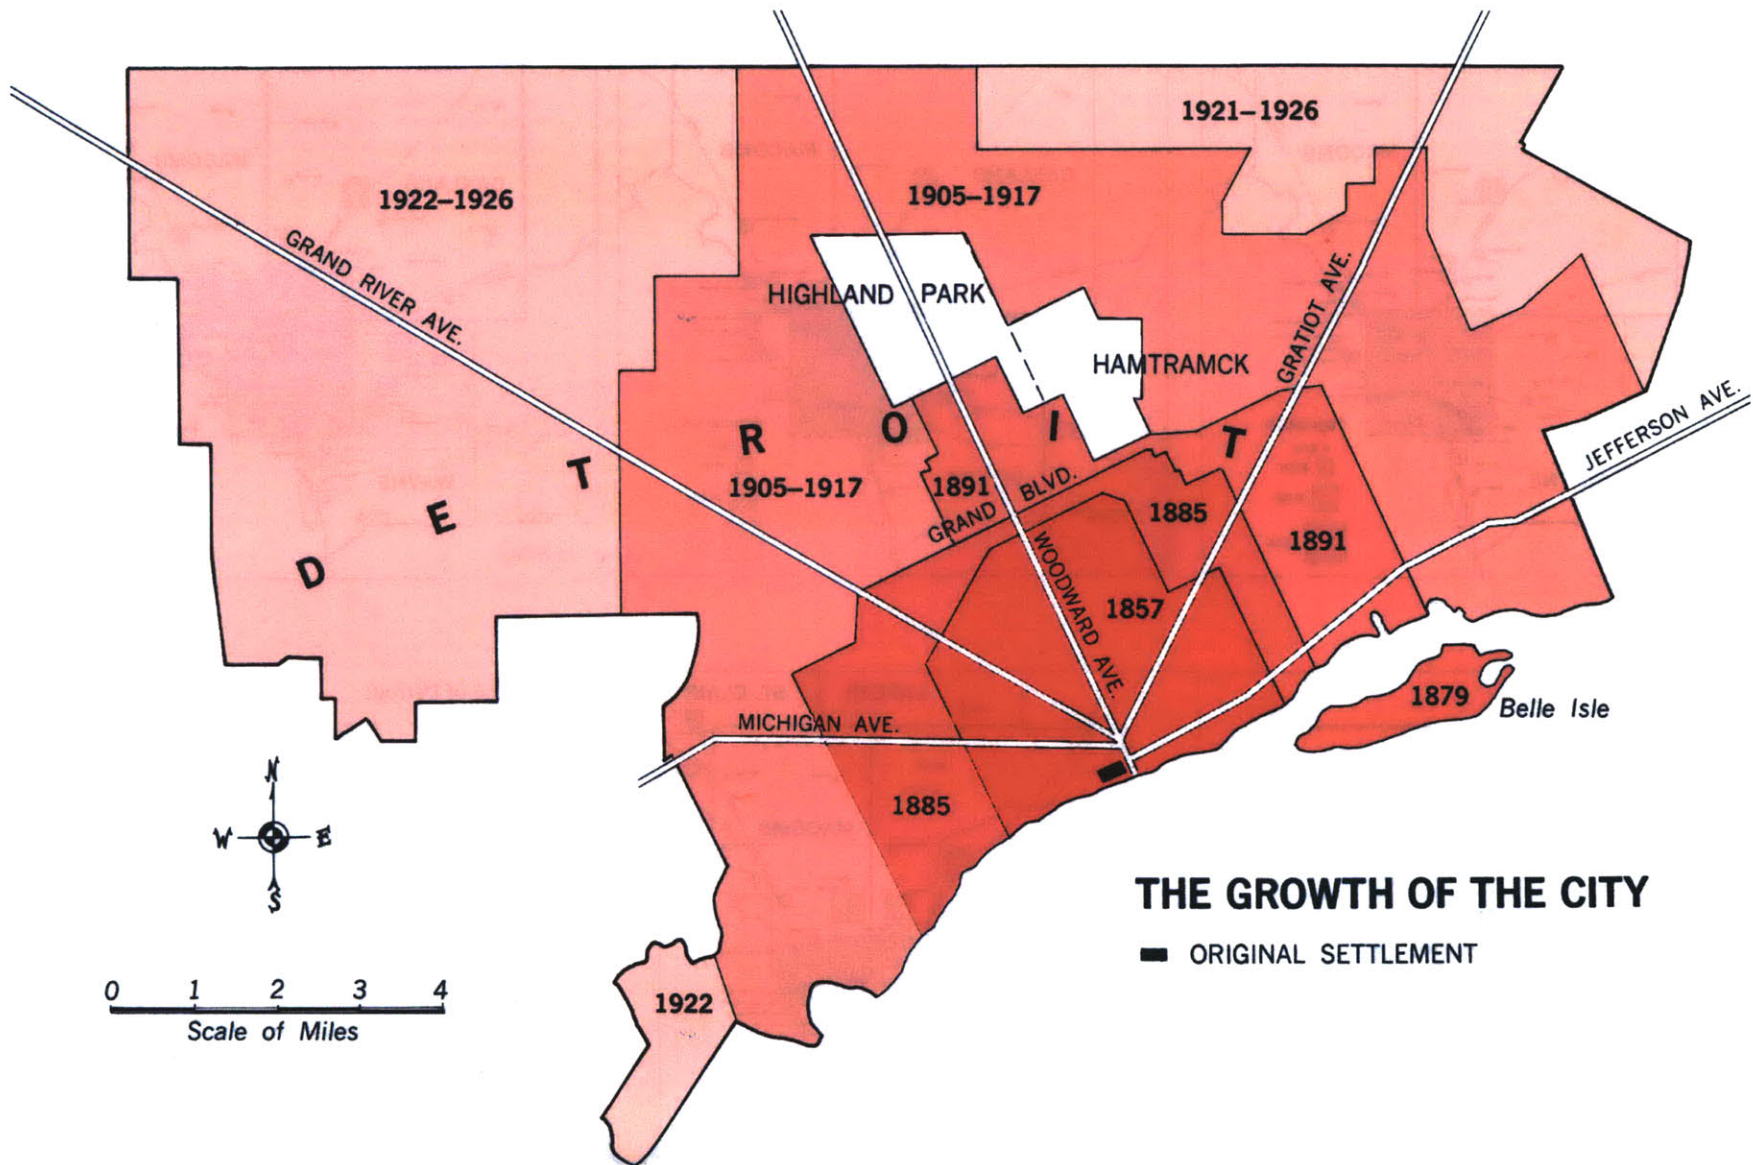 1921–1926
1922–1926
1905–1917
GRAND RIVER AVE.
HIGHLAND PARK
HAMTRAMCK
GRATIOT AVE.
JEFFERSON AVE.
DETROIT
1905–1917
1891
GRAND BLVD.
1885
1891
WOODWARD AVE.
1857
1879
Belle Isle
MICHIGAN AVE.
1885
N
W E
S
THE GROWTH OF THE CITY
ORIGINAL SETTLEMENT
0 1 2 3 4
Scale of Miles
1922